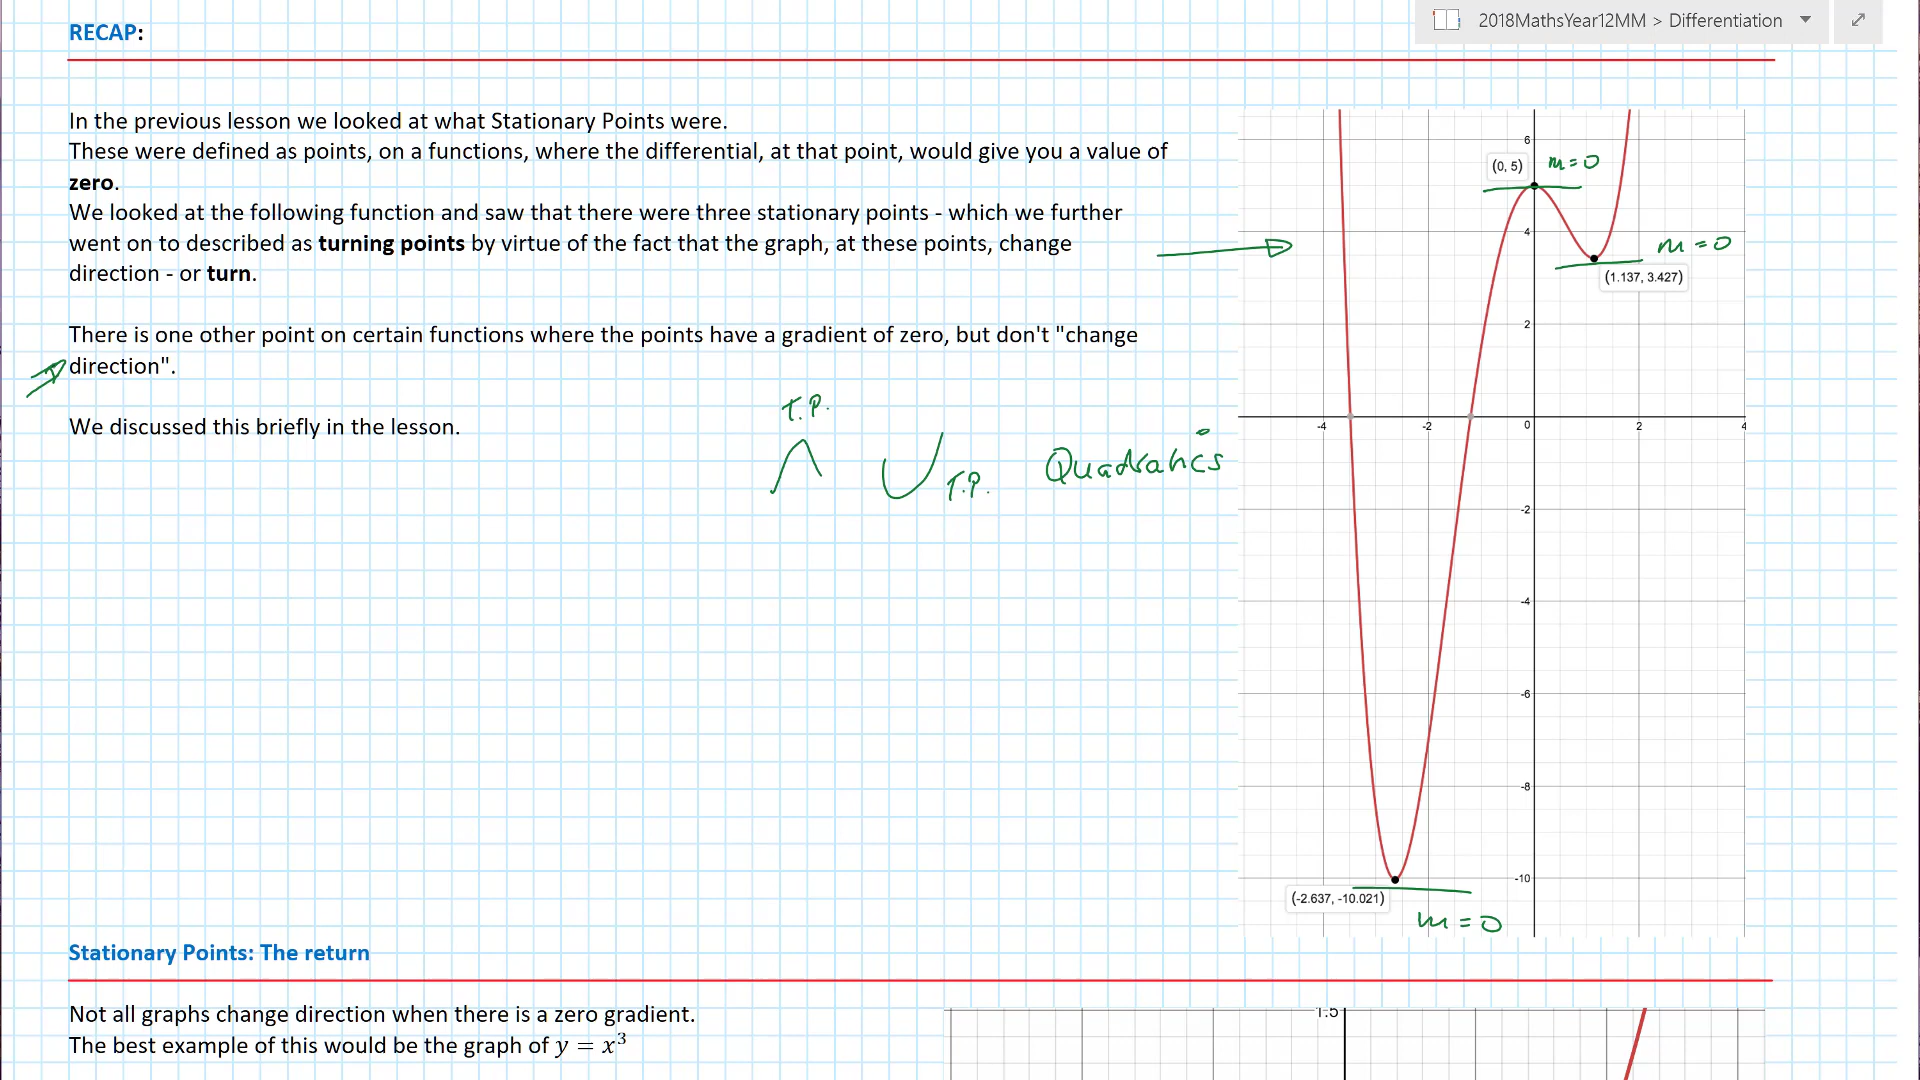 2018MathsYear12MM > Differentiation
RECAP:
In the previous lesson we looked at what Stationary Points were.
These were defined as points, on a functions, where the differential, at that point, would give you a value of
zero.
We looked at the following function and saw that there were three stationary points - which we further
went on to described as turning points by virtue of the fact that the graph, at these points, change
direction - or turn.
There is one other point on certain functions where the points have a gradient of zero, but don't "change
direction".
We discussed this briefly in the lesson.
T.P.
T.P.
Quadratics
6
(0, 5)
m = 0
4
m = 0
(1.137, 3.427)
2
-4 -2 0 2 4
-2
-4
-6
-8
-10
(-2.637, -10.021)
m = 0
Stationary Points: The return
Not all graphs change direction when there is a zero gradient.
The best example of this would be the graph of y = x³
1.5